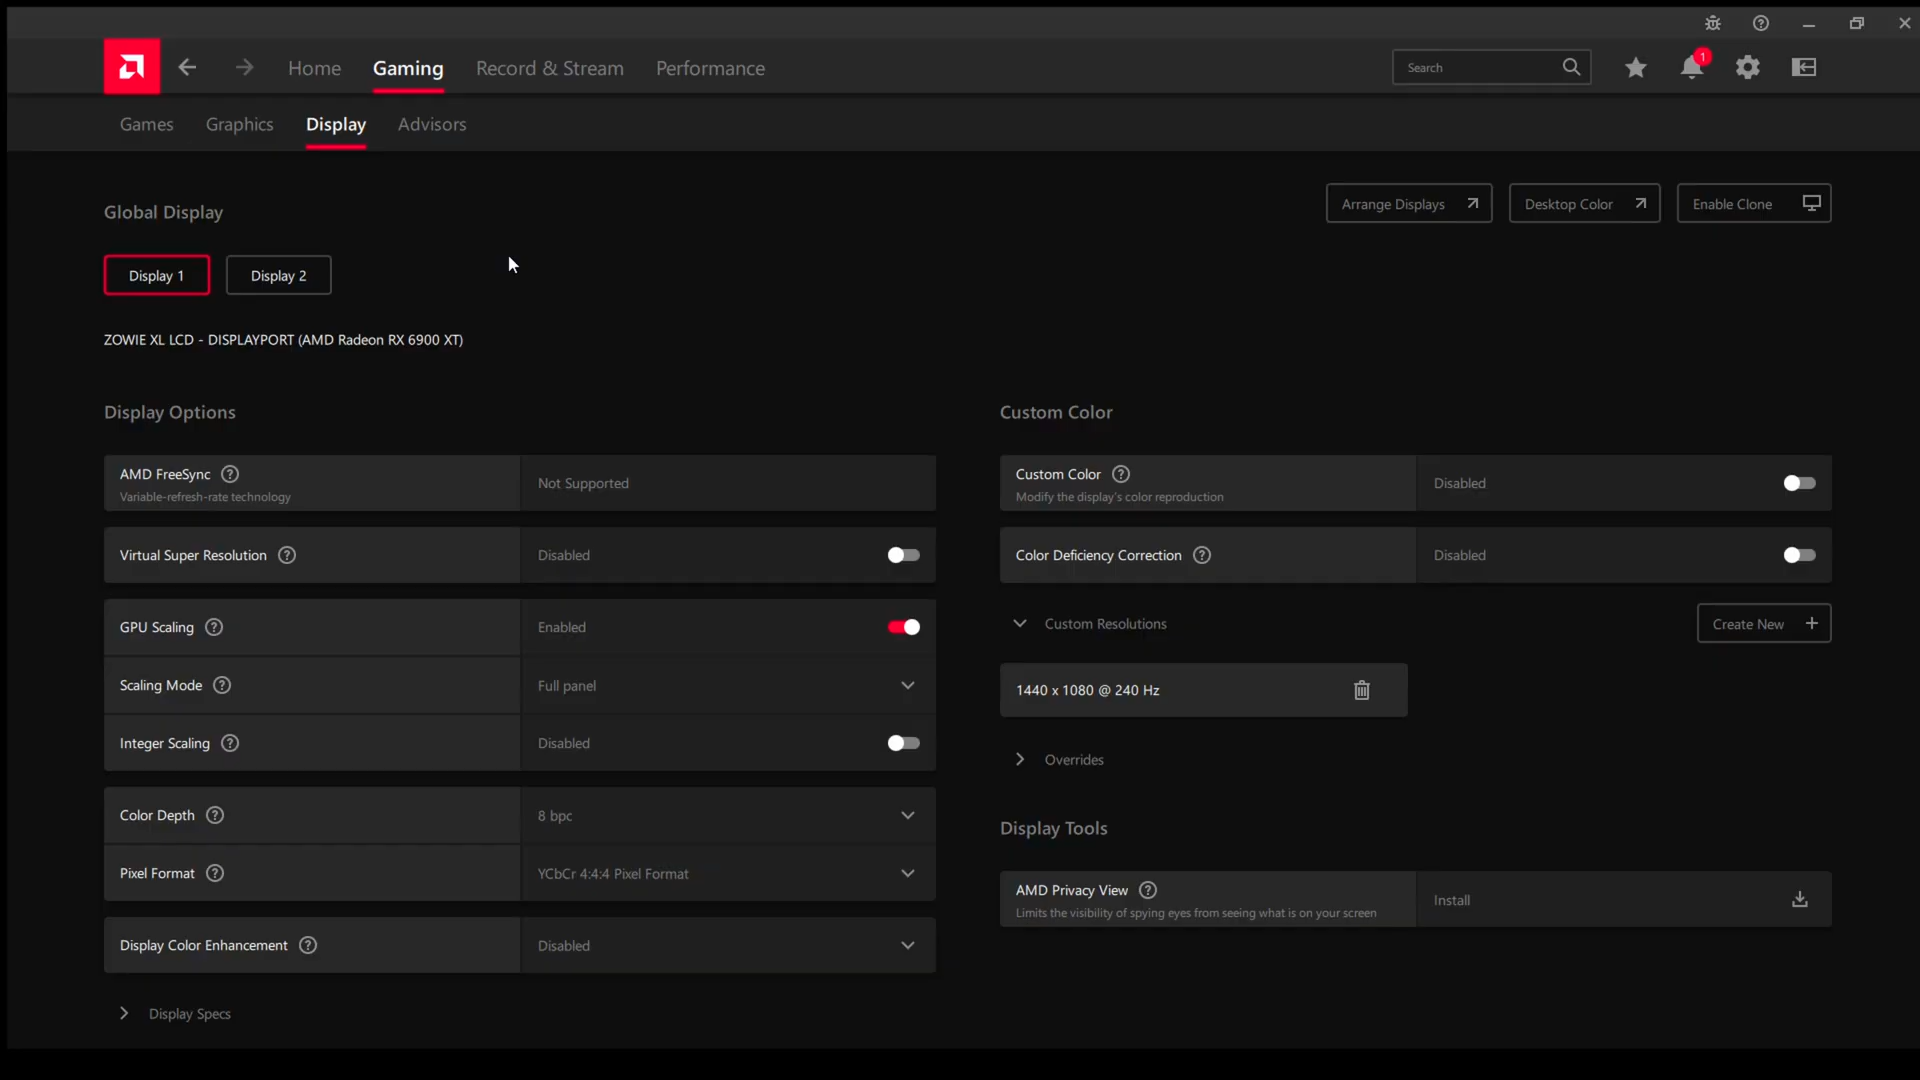 Home
Gaming
Record & Stream
Performance
Search
1
Games
Graphics
Display
Advisors
Global Display
Arrange Displays
Desktop Color
Enable Clone
Display 1
Display 2
ZOWIE XL LCD - DISPLAYPORT (AMD Radeon RX 6900 XT)
Display Options
AMD FreeSync
Variable-refresh-rate technology
Not Supported
Virtual Super Resolution
Disabled
GPU Scaling
Enabled
Scaling Mode
Full panel
Integer Scaling
Disabled
Color Depth
8 bpc
Pixel Format
YCbCr 4:4:4 Pixel Format
Display Color Enhancement
Disabled
Display Specs
Custom Color
Custom Color
Modify the display's color reproduction
Disabled
Color Deficiency Correction
Disabled
Custom Resolutions
Create New
1440 x 1080 @ 240 Hz
Overrides
Display Tools
AMD Privacy View
Limits the visibility of spying eyes from seeing what is on your screen
Install